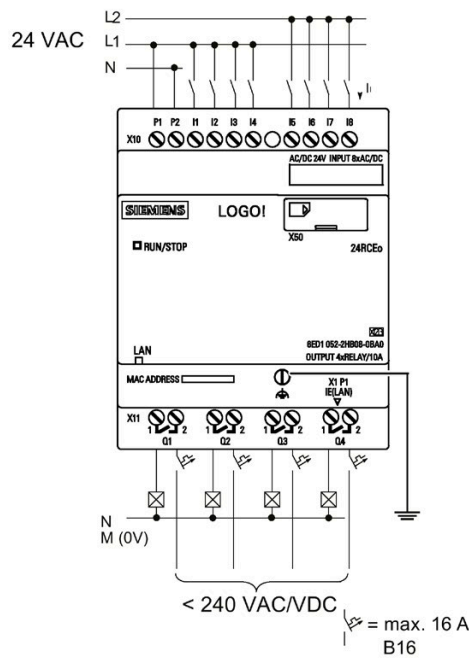 L2
24 VAC L1
N
I
P1 P2 I1 I2 I3 I4 I5 I6 I7 I8
X10
AC/DC 24V INPUT 8xAC/DC
SIEMENS LOGO!
X50
RUN/STOP 24RCEo
X23
6ED1 052-2HB08-0BA0
LAN OUTPUT 4xRELAY/10A
MAC ADDRESS X1 P1
IE(LAN)
X11
1 2 1 2 1 2 1 2
Q1 Q2 Q3 Q4
N
M (0V)
< 240 VAC/VDC
= max. 16 A
B16